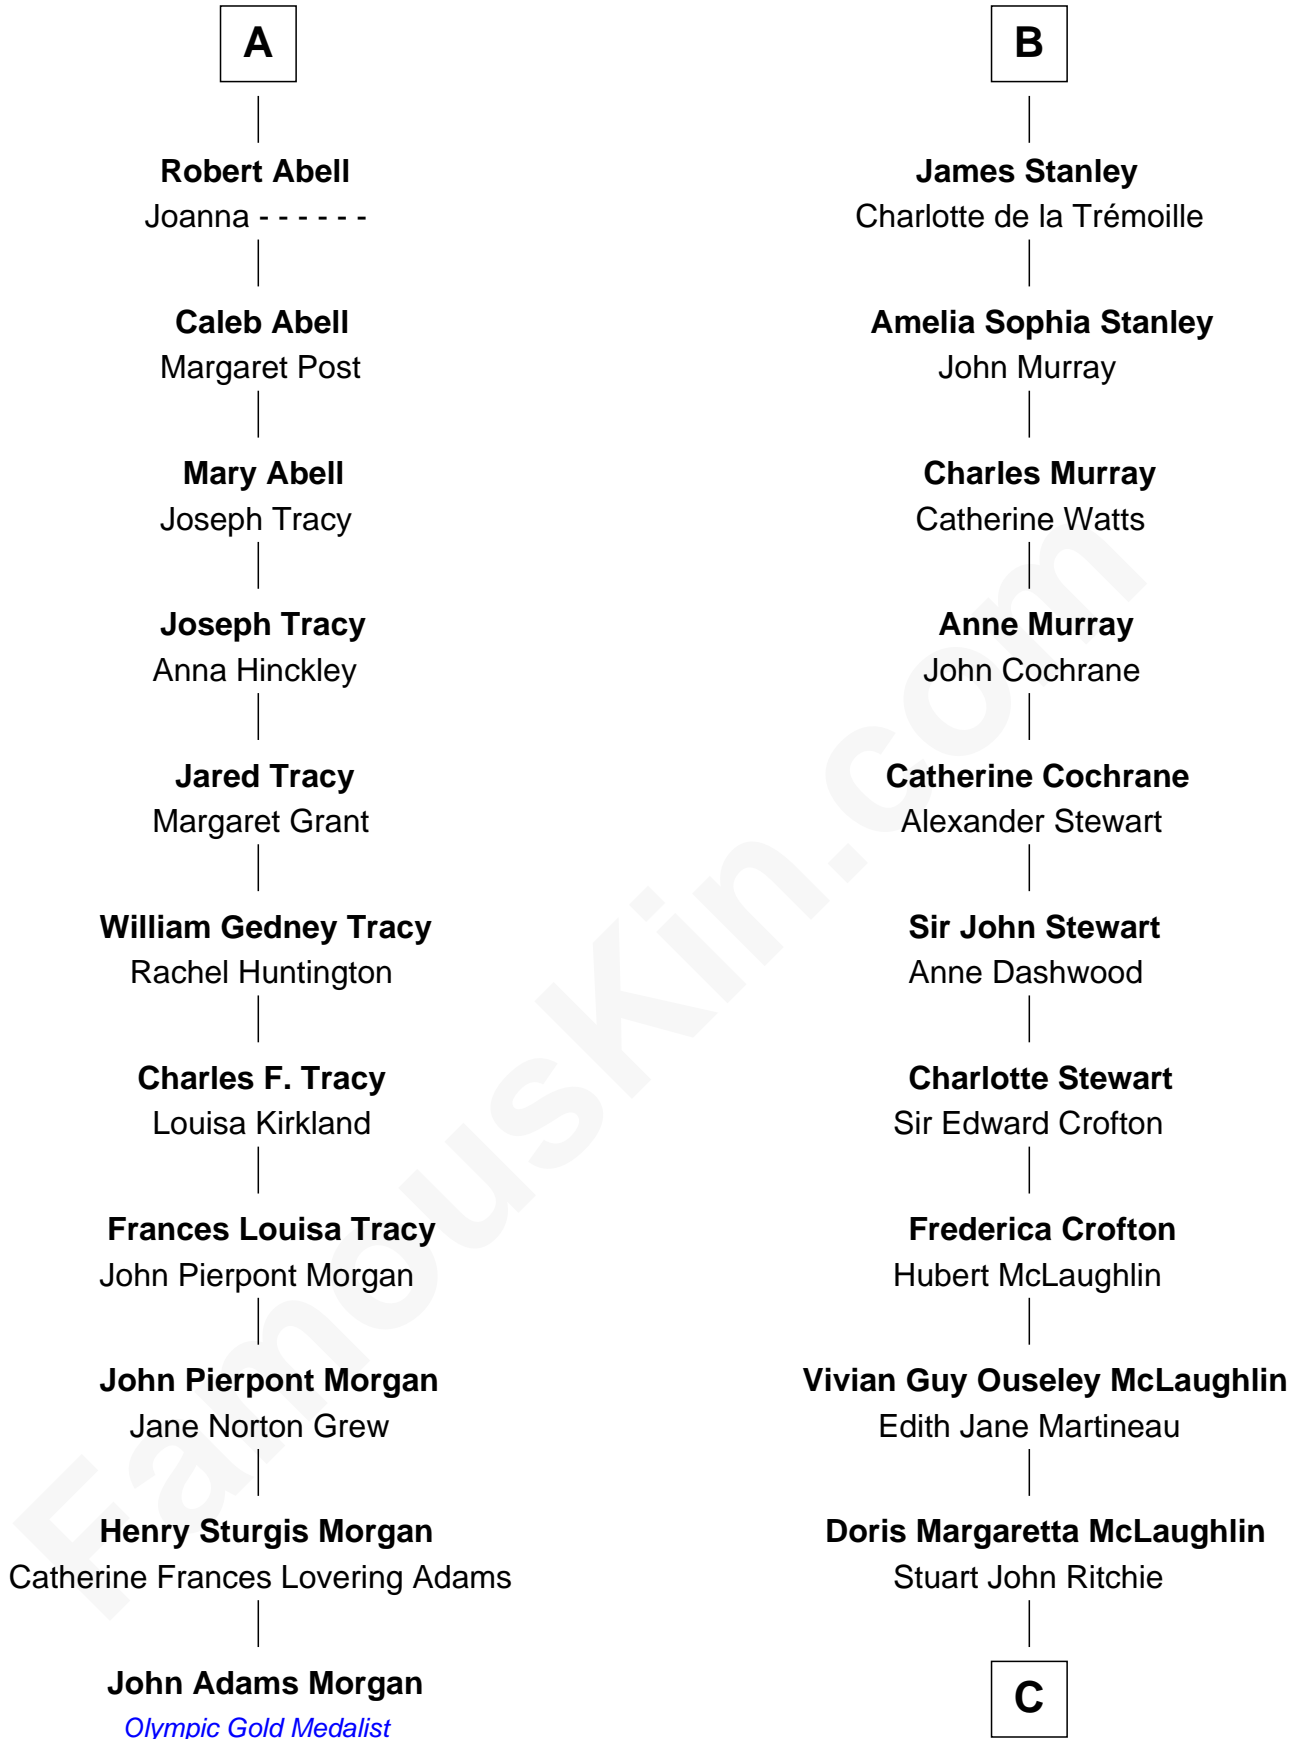 A
Robert Abell
Joanna - - - - - -
Caleb Abell
Margaret Post
Mary Abell
Joseph Tracy
Joseph Tracy
Anna Hinckley
Jared Tracy
Margaret Grant
William Gedney Tracy
Rachel Huntington
Charles F. Tracy
Louisa Kirkland
Frances Louisa Tracy
John Pierpont Morgan
John Pierpont Morgan
Jane Norton Grew
Henry Sturgis Morgan
Catherine Frances Lovering Adams
John Adams Morgan
Olympic Gold Medalist
B
James Stanley
Charlotte de la Trémoille
Amelia Sophia Stanley
John Murray
Charles Murray
Catherine Watts
Anne Murray
John Cochrane
Catherine Cochrane
Alexander Stewart
Sir John Stewart
Anne Dashwood
Charlotte Stewart
Sir Edward Crofton
Frederica Crofton
Hubert McLaughlin
Vivian Guy Ouseley McLaughlin
Edith Jane Martineau
Doris Margaretta McLaughlin
Stuart John Ritchie
C
FamousKin.com